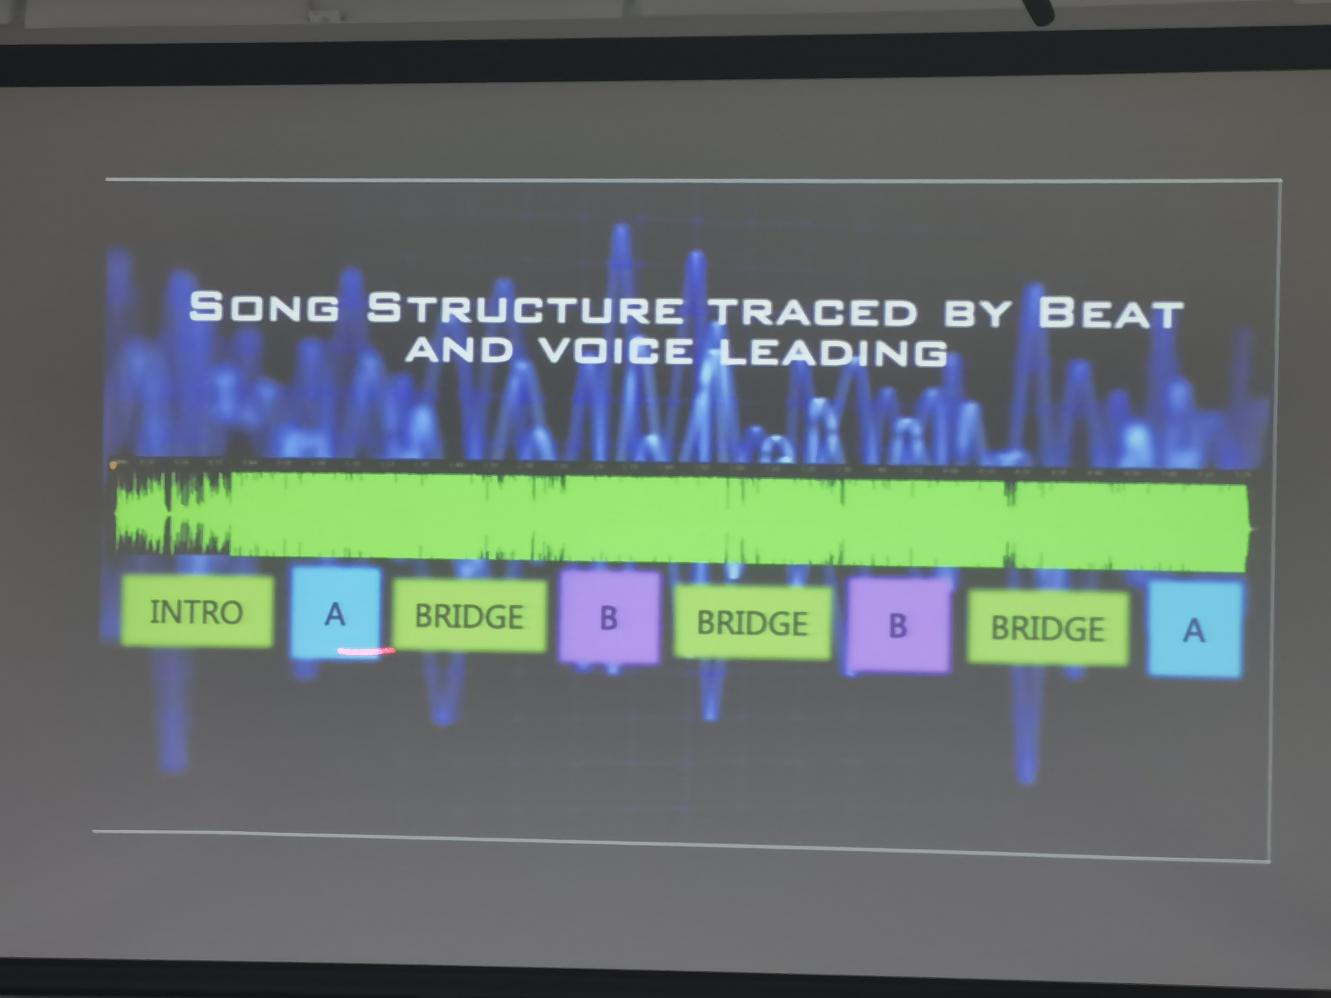 Song Structure traced by Beat
and voice leading
INTRO
A
BRIDGE
B
BRIDGE
B
BRIDGE
A